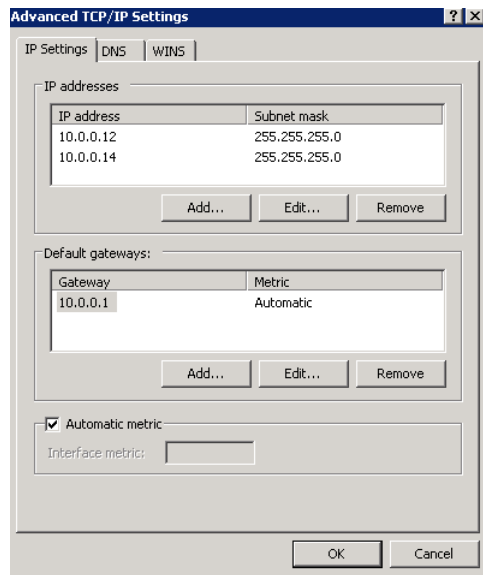 Advanced TCP/IP Settings
IP Settings DNS WINS
IP addresses
IP address Subnet mask
10.0.0.12 255.255.255.0
10.0.0.14 255.255.255.0
Add... Edit... Remove
Default gateways:
Gateway Metric
10.0.0.1 Automatic
Add... Edit... Remove
Automatic metric
Interface metric:
OK Cancel